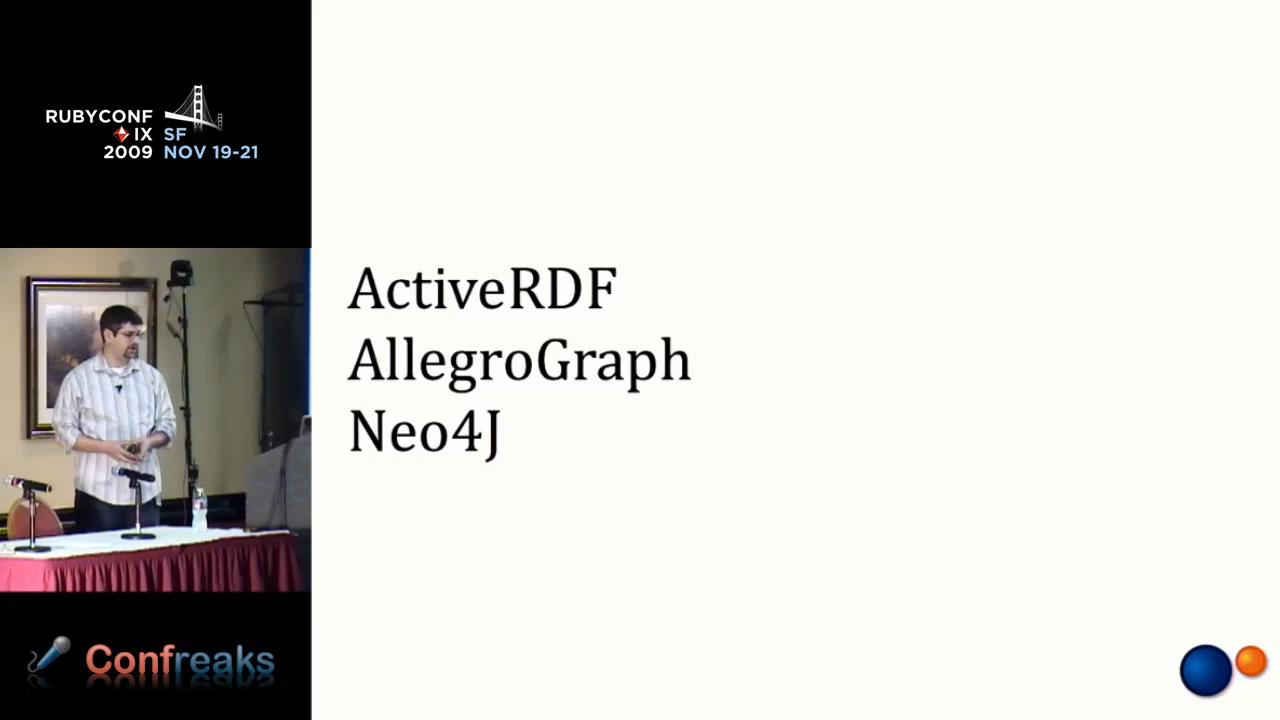 RUBYCONF
IX SF
2009 NOV 19-21
ActiveRDF
AllegroGraph
Neo4J
Confreaks